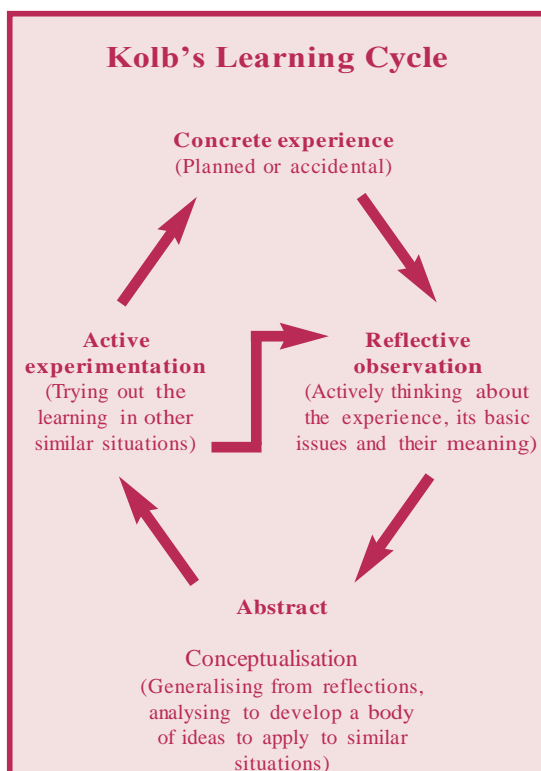 Kolb's Learning Cycle
Concrete experience
(Planned or accidental)
Active
experimentation
(Trying out the
learning in other
similar situations)
Reflective
observation
(Actively thinking about
the experience, its basic
issues and their meaning)
Abstract
Conceptualisation
(Generalising from reflections,
analysing to develop a body
of ideas to apply to similar
situations)